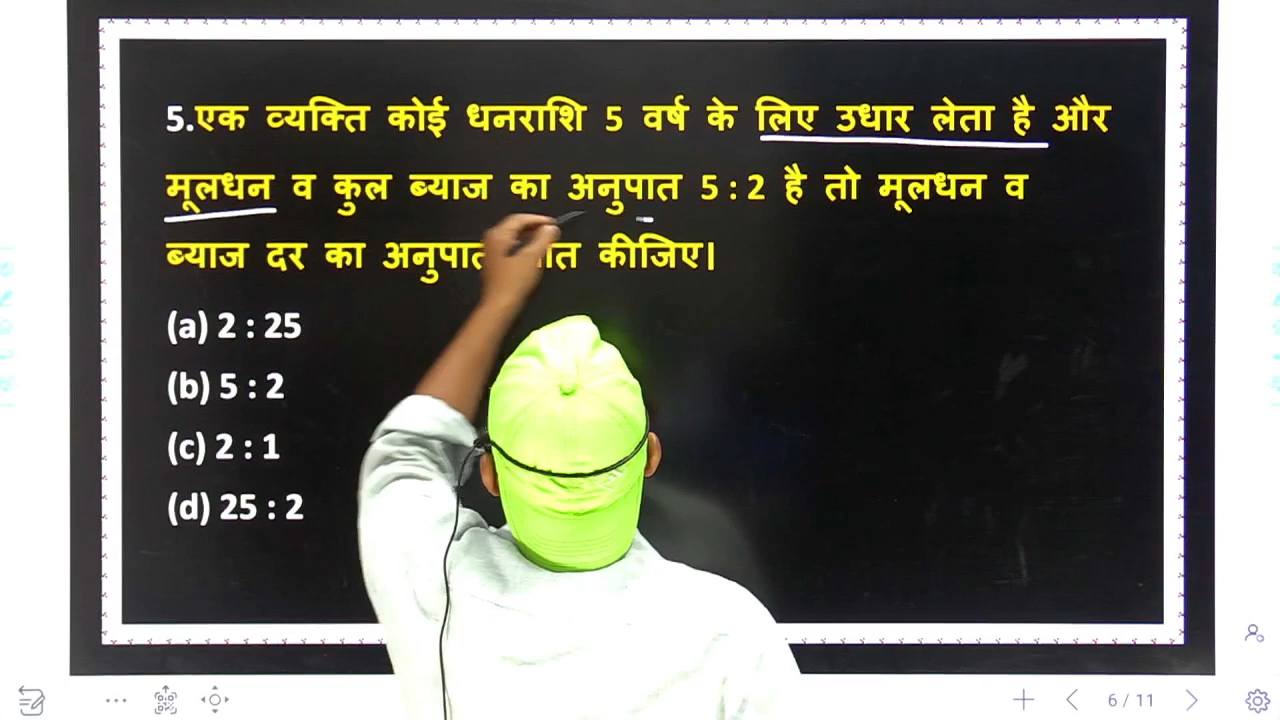 5.एक व्यक्ति कोई धनराशि 5 वर्ष के लिए उधार लेता है और
मूलधन व कुल ब्याज का अनुपात 5 : 2 है तो मूलधन व
ब्याज दर का अनुपात कीजिए।
(a) 2 : 25
(b) 5 : 2
(c) 2 : 1
(d) 25 : 2
6 / 11